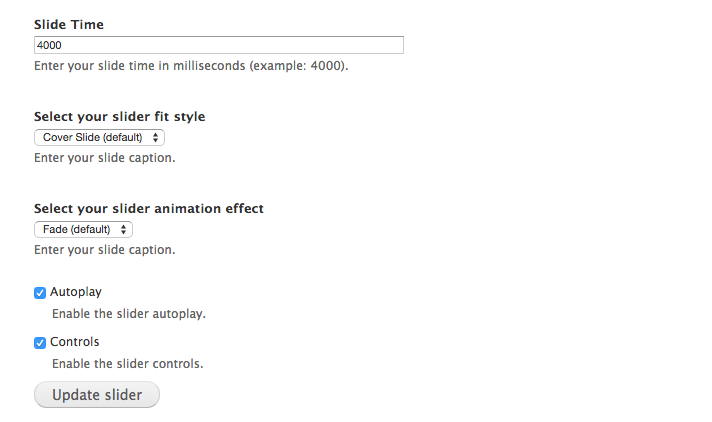 Slide Time
4000
Enter your slide time in milliseconds (example: 4000).
Select your slider fit style
Cover Slide (default)
Enter your slide caption.
Select your slider animation effect
Fade (default)
Enter your slide caption.
Autoplay
Enable the slider autoplay.
Controls
Enable the slider controls.
Update slider